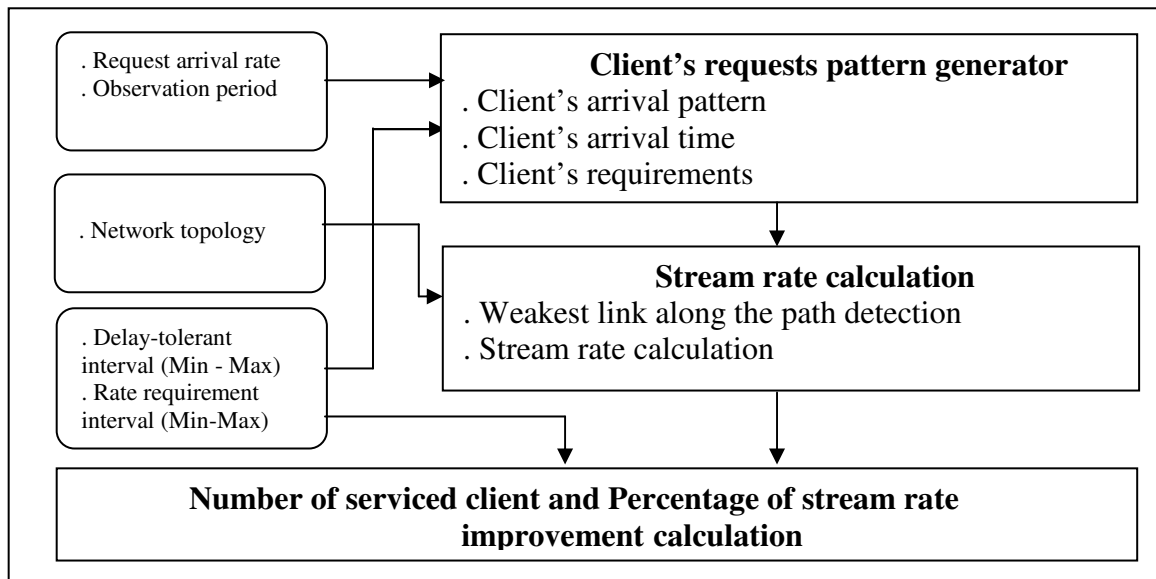 . Request arrival rate
. Observation period
Client's requests pattern generator
. Client's arrival pattern
. Client's arrival time
. Client's requirements
. Network topology
Stream rate calculation
. Weakest link along the path detection
. Stream rate calculation
. Delay-tolerant
interval (Min - Max)
. Rate requirement
interval (Min-Max)
Number of serviced client and Percentage of stream rate
improvement calculation